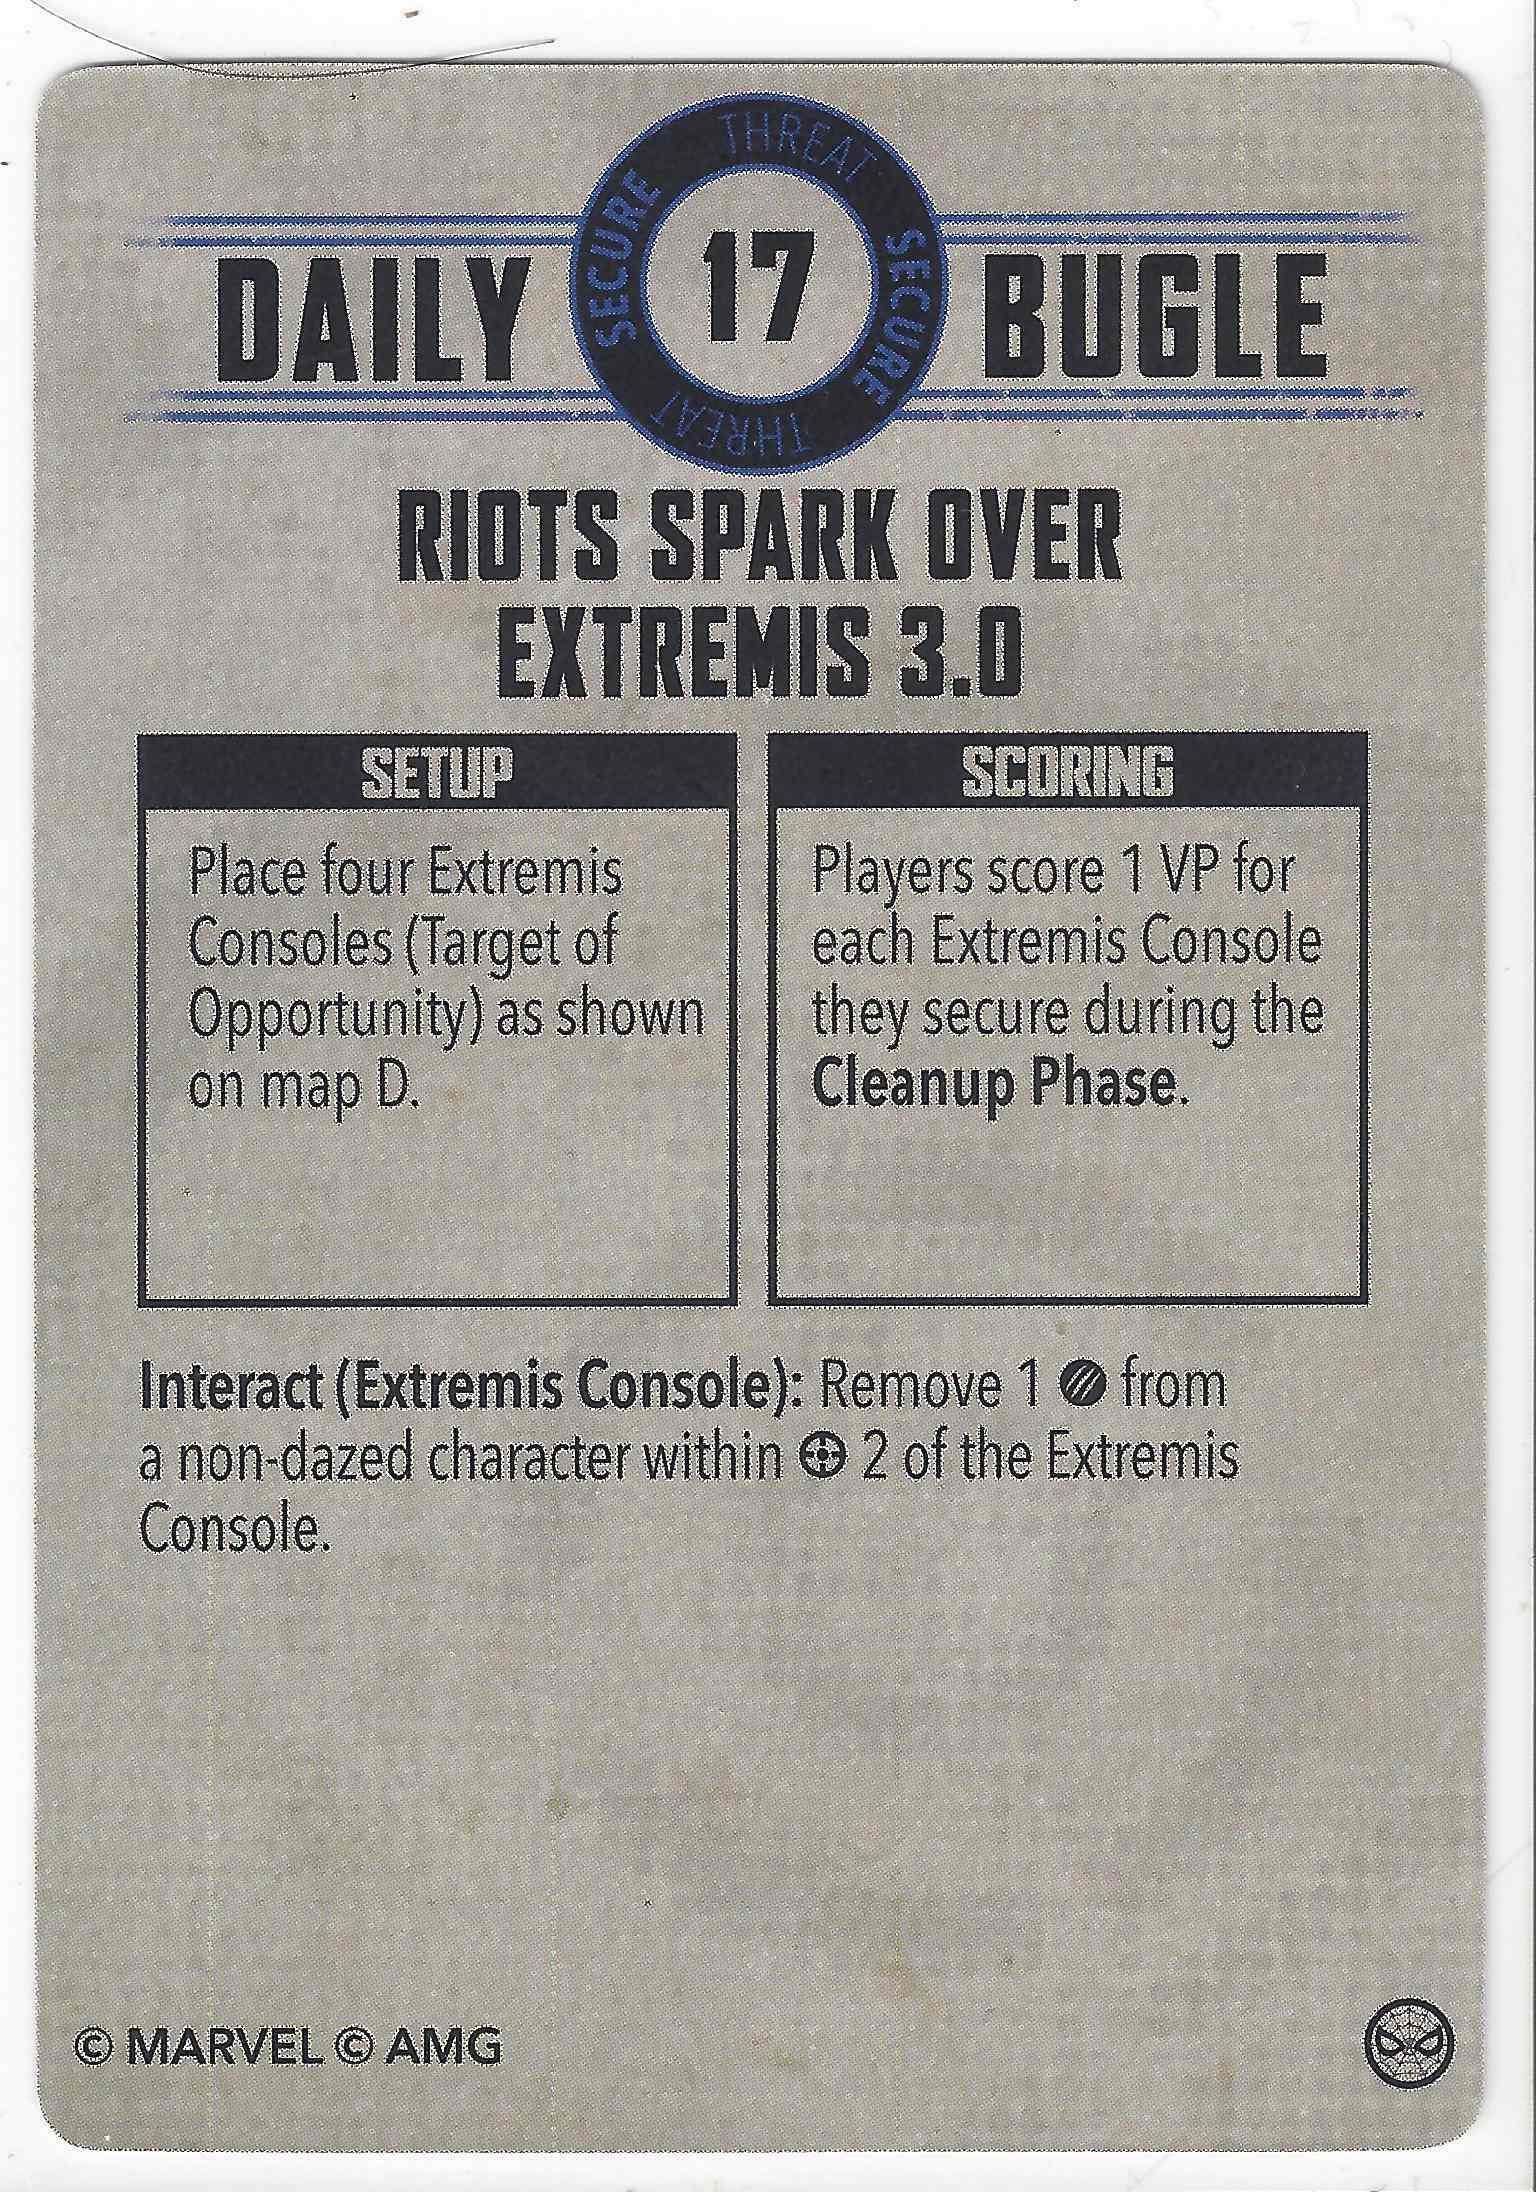 THREAT
SECURE
SECURE
THREAT
17
DAILY
BUGLE
RIOTS SPARK OVER
EXTREMIS 3.0
SETUP
Place four Extremis
Consoles (Target of
Opportunity) as shown
on map D.
SCORING
Players score 1 VP for
each Extremis Console
they secure during the
Cleanup Phase.
Interact (Extremis Console): Remove 1 from
a non-dazed character within 2 of the Extremis
Console.
© MARVEL © AMG